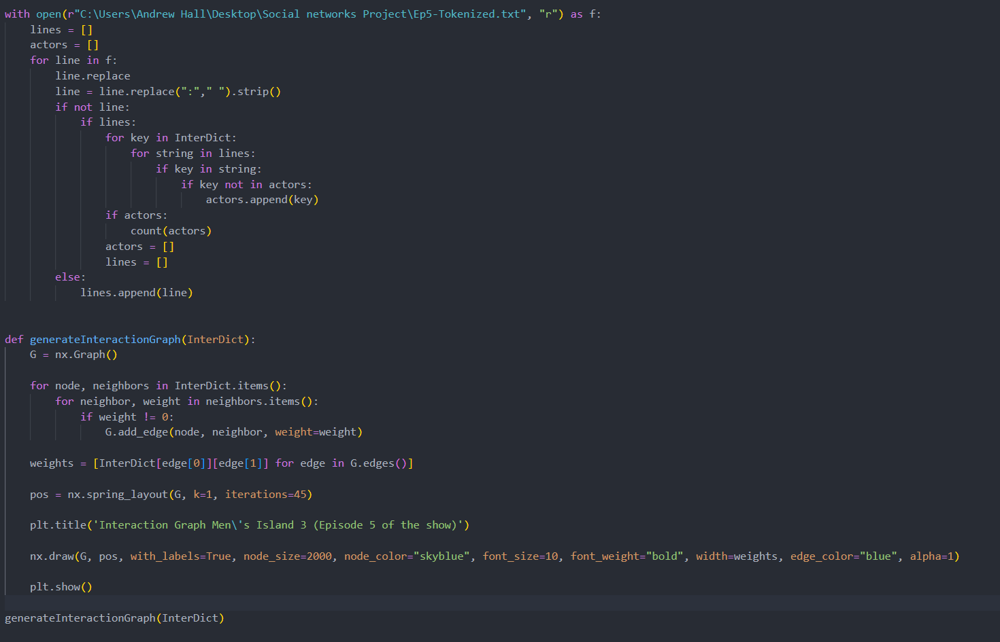 with open(r"C:\Users\Andrew Hall\Desktop\Social networks Project\Ep5-Tokenized.txt", "r") as f:
    lines = []
    actors = []
    for line in f:
        line.replace
        line = line.replace(":"," ").strip()
        if not line:
            if lines:
                for key in InterDict:
                    for string in lines:
                        if key in string:
                            if key not in actors:
                                actors.append(key)
                if actors:
                    count(actors)
                actors = []
                lines = []
        else:
            lines.append(line)
def generateInteractionGraph(InterDict):
    G = nx.Graph()
    for node, neighbors in InterDict.items():
        for neighbor, weight in neighbors.items():
            if weight != 0:
                G.add_edge(node, neighbor, weight=weight)
    weights = [InterDict[edge[0]][edge[1]] for edge in G.edges()]
    pos = nx.spring_layout(G, k=1, iterations=45)
    plt.title('Interaction Graph Men\'s Island 3 (Episode 5 of the show)')
    nx.draw(G, pos, with_labels=True, node_size=2000, node_color="skyblue", font_size=10, font_weight="bold", width=weights, edge_color="blue", alpha=1)
    plt.show()
generateInteractionGraph(InterDict)